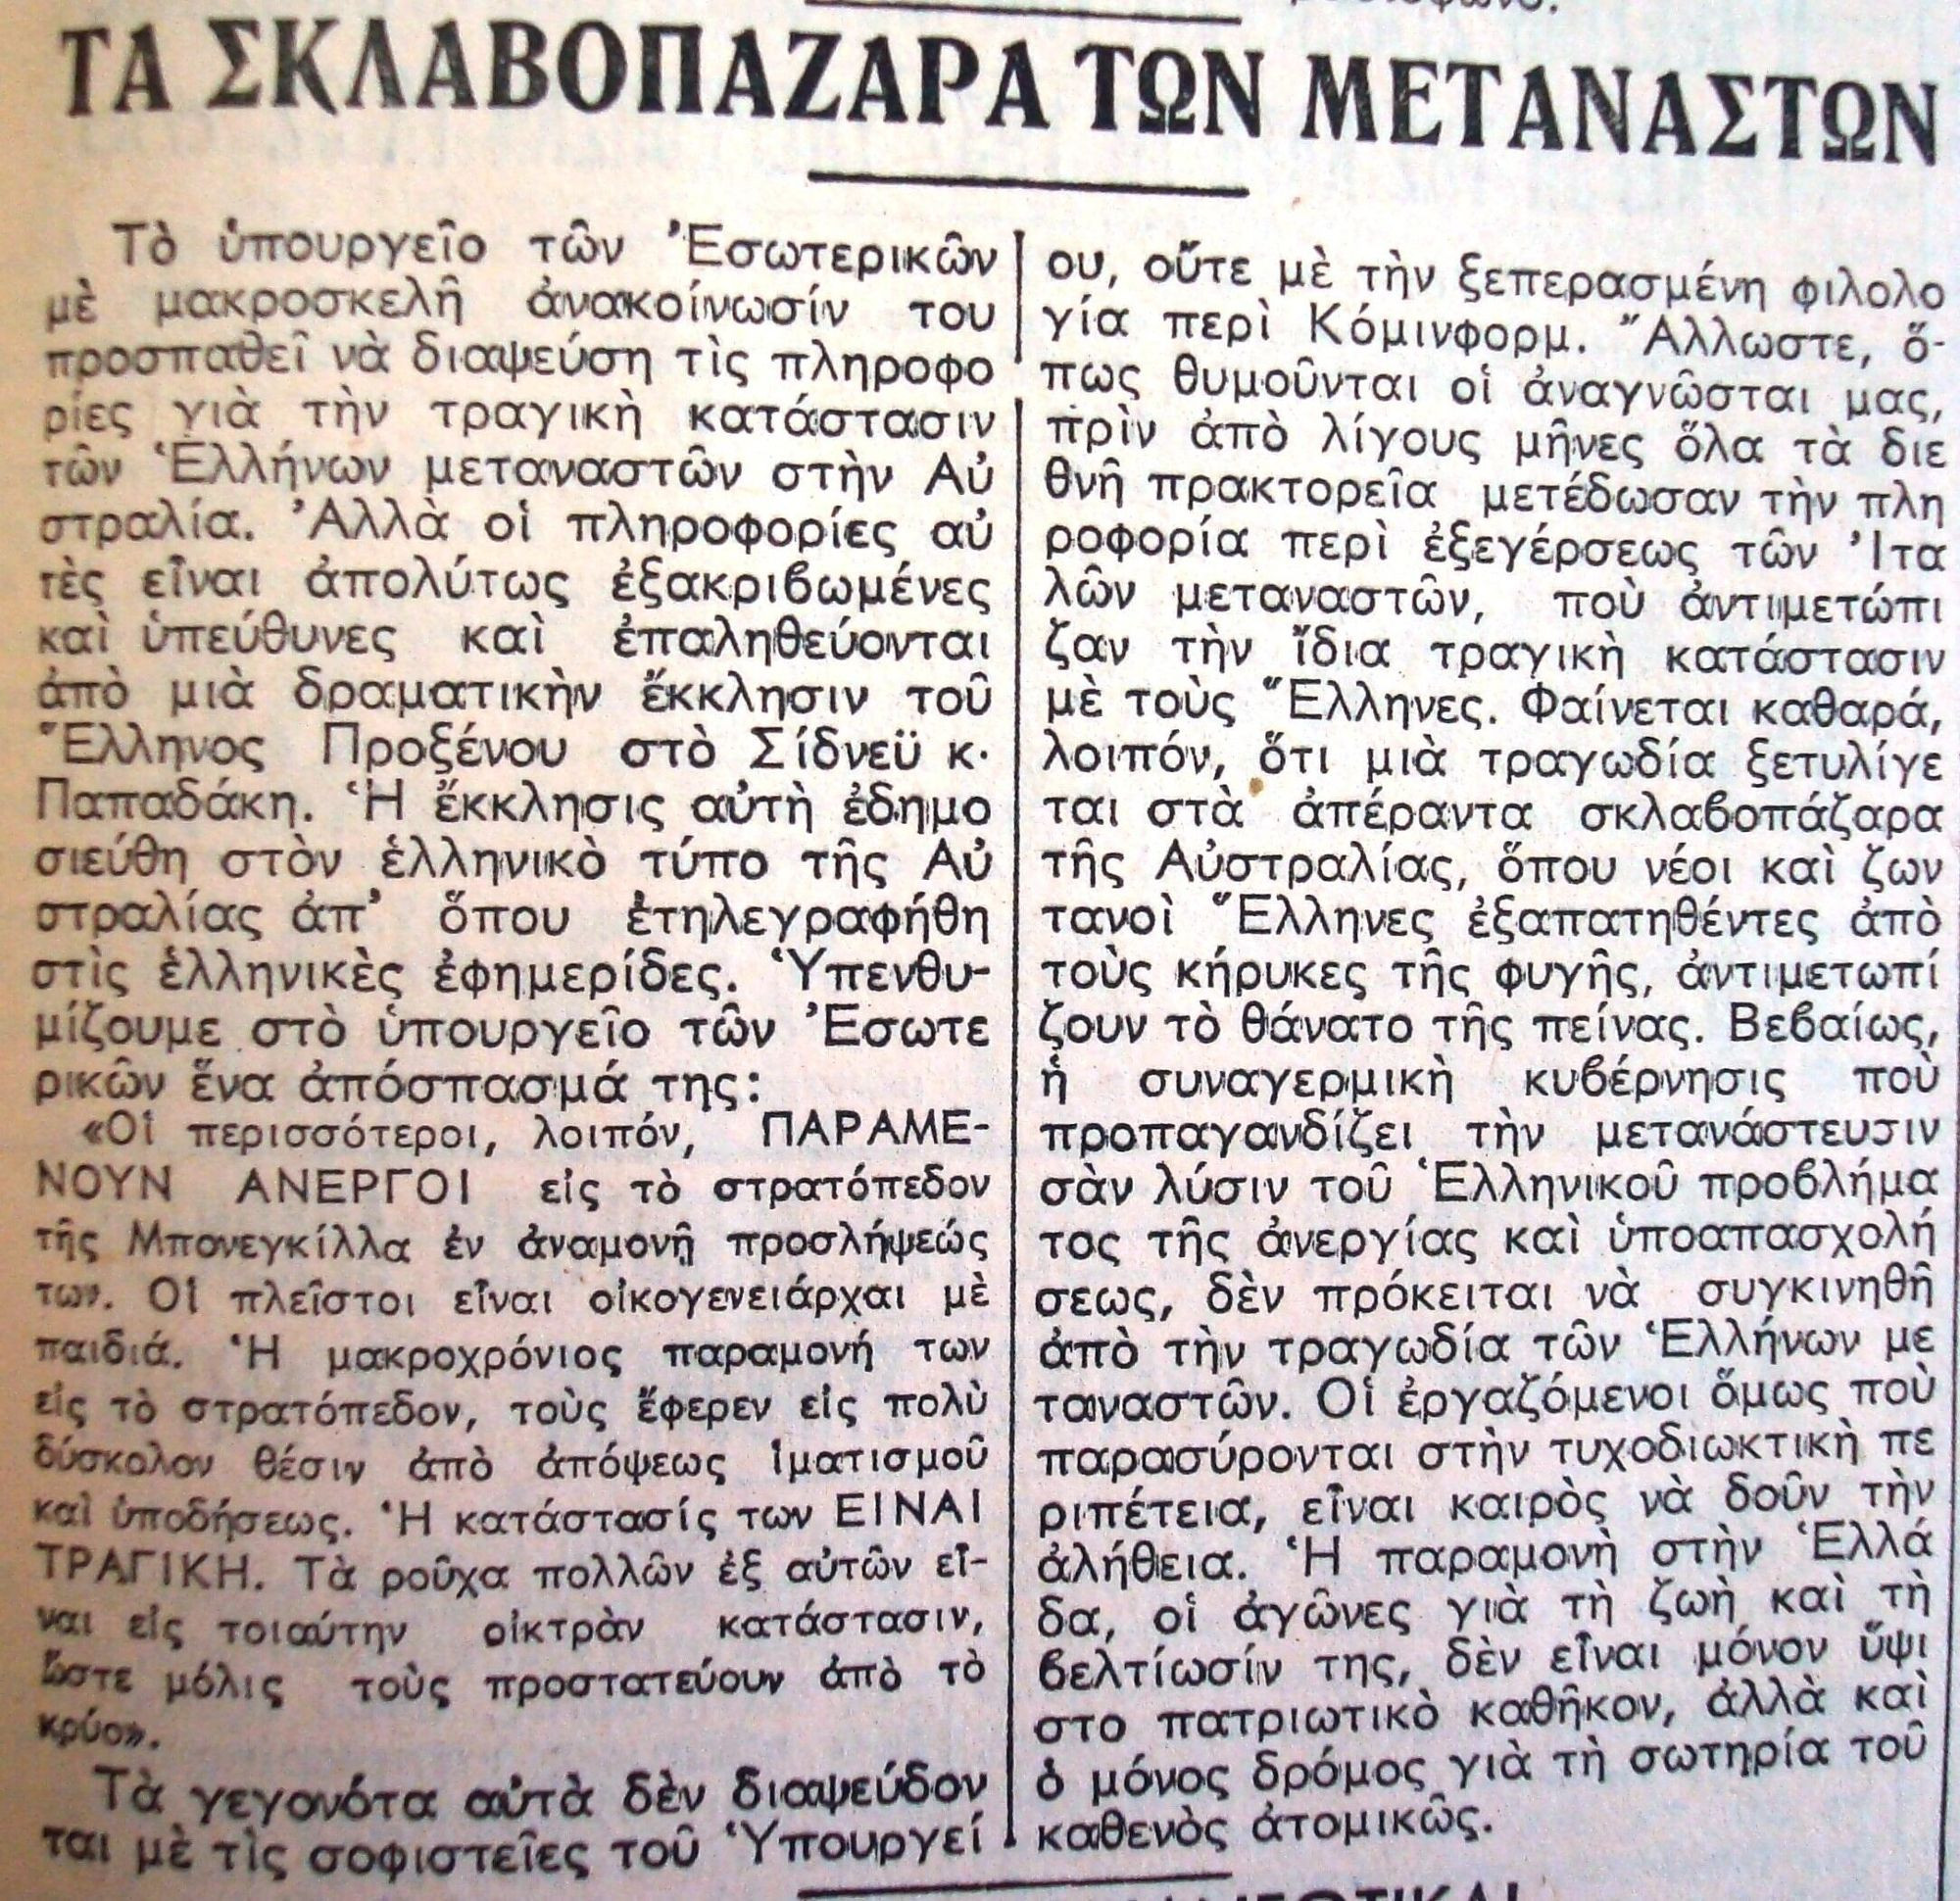 ΤΑ ΣΚΛΑΒΟΠΑΖΑΡΑ ΤΩΝ ΜΕΤΑΝΑΣΤΩΝ
Τὸ ὑπουργεῖο τῶν Ἐσωτερικῶν
μὲ μακροσκελῆ ἀνακοίνωσίν του
προσπαθεῖ νὰ διαψεύση τὶς πληροφο
ρίες γιὰ τὴν τραγικὴ κατάστασιν
τῶν Ἑλλήνων μεταναστῶν στὴν Αὐ
στραλία. Ἀλλὰ οἱ πληροφορίες αὐ
τὲς εἶναι ἀπολύτως ἐξακριβωμένες
καὶ ὑπεύθυνες καὶ ἐπαληθεύονται
ἀπὸ μιὰ δραματικὴν ἔκκλησιν τοῦ
Ἕλληνος Προξένου στὸ Σίδνεϋ κ.
Παπαδάκη. Ἡ ἔκκλησις αὐτὴ ἐδημο
σιεύθη στὸν ἑλληνικὸ τύπο τῆς Αὐ
στραλίας ἀπ' ὅπου ἐτηλεγραφήθη
στὶς ἑλληνικὲς ἐφημερίδες. Ὑπενθυ-
μίζουμε στὸ ὑπουργεῖο τῶν Ἐσωτε
ρικῶν ἕνα ἀπόσπασμά της:
«Οἱ περισσότεροι, λοιπόν, ΠΑΡΑΜΕ-
ΝΟΥΝ ΑΝΕΡΓΟΙ εἰς τὸ στρατόπεδον
τῆς Μπονεγκίλλα ἐν ἀναμονῇ προσλήψεώς
των. Οἱ πλεῖστοι εἶναι οἰκογενειάρχαι μὲ
παιδιά. Ἡ μακροχρόνιος παραμονή των
εἰς τὸ στρατόπεδον, τοὺς ἔφερεν εἰς πολὺ
δύσκολον θέσιν ἀπὸ ἀπόψεως ἱματισμοῦ
καὶ ὑποδήσεως. Ἡ κατάστασίς των ΕΙΝΑΙ
ΤΡΑΓΙΚΗ. Τὰ ροῦχα πολλῶν ἐξ αὐτῶν εἶ-
ναι εἰς τοιαύτην οἰκτρὰν κατάστασιν,
ὥστε μόλις τοὺς προστατεύουν ἀπὸ τὸ
κρύο».
Τὰ γεγονότα αὐτὰ δὲν διαψεύδον
ται μὲ τὶς σοφιστεῖες τοῦ Ὑπουργεί
ου, οὔτε μὲ τὴν ξεπερασμένη φιλολο
γία περὶ Κόμινφορμ. Ἄλλωστε, ὅ-
πως θυμοῦνται οἱ ἀναγνῶσται μας,
πρὶν ἀπὸ λίγους μῆνες ὅλα τὰ διε
θνῆ πρακτορεῖα μετέδωσαν τὴν πλη
ροφορία περὶ ἐξεγέρσεως τῶν Ἰτα
λῶν μεταναστῶν, ποὺ ἀντιμετώπι
ζαν τὴν ἴδια τραγικὴ κατάστασιν
μὲ τοὺς Ἕλληνες. Φαίνεται καθαρά,
λοιπόν, ὅτι μιὰ τραγωδία ξετυλίγε
ται στὰ ἀπέραντα σκλαβοπάζαρα
τῆς Αὐστραλίας, ὅπου νέοι καὶ ζων
τανοὶ Ἕλληνες ἐξαπατηθέντες ἀπὸ
τοὺς κήρυκες τῆς φυγῆς, ἀντιμετωπί
ζουν τὸ θάνατο τῆς πείνας. Βεβαίως,
ἡ συναγερμικὴ κυβέρνησις ποὺ
προπαγανδίζει τὴν μετανάστευσιν
σὰν λύσιν τοῦ Ἑλληνικοῦ προβλήμα
τος τῆς ἀνεργίας καὶ ὑποαπασχολή
σεως, δὲν πρόκειται νὰ συγκινηθῆ
ἀπὸ τὴν τραγωδία τῶν Ἑλλήνων με
ταναστῶν. Οἱ ἐργαζόμενοι ὅμως ποὺ
παρασύρονται στὴν τυχοδιωκτικὴ πε
ριπέτεια, εἶναι καιρὸς νὰ δοῦν τὴν
ἀλήθεια. Ἡ παραμονὴ στὴν Ἑλλά
δα, οἱ ἀγῶνες γιὰ τὴ ζωὴ καὶ τὴ
βελτίωσίν της, δὲν εἶναι μόνον ὕψι
στο πατριωτικὸ καθῆκον, ἀλλὰ καὶ
ὁ μόνος δρόμος γιὰ τὴ σωτηρία τοῦ
καθενὸς ἀτομικῶς.